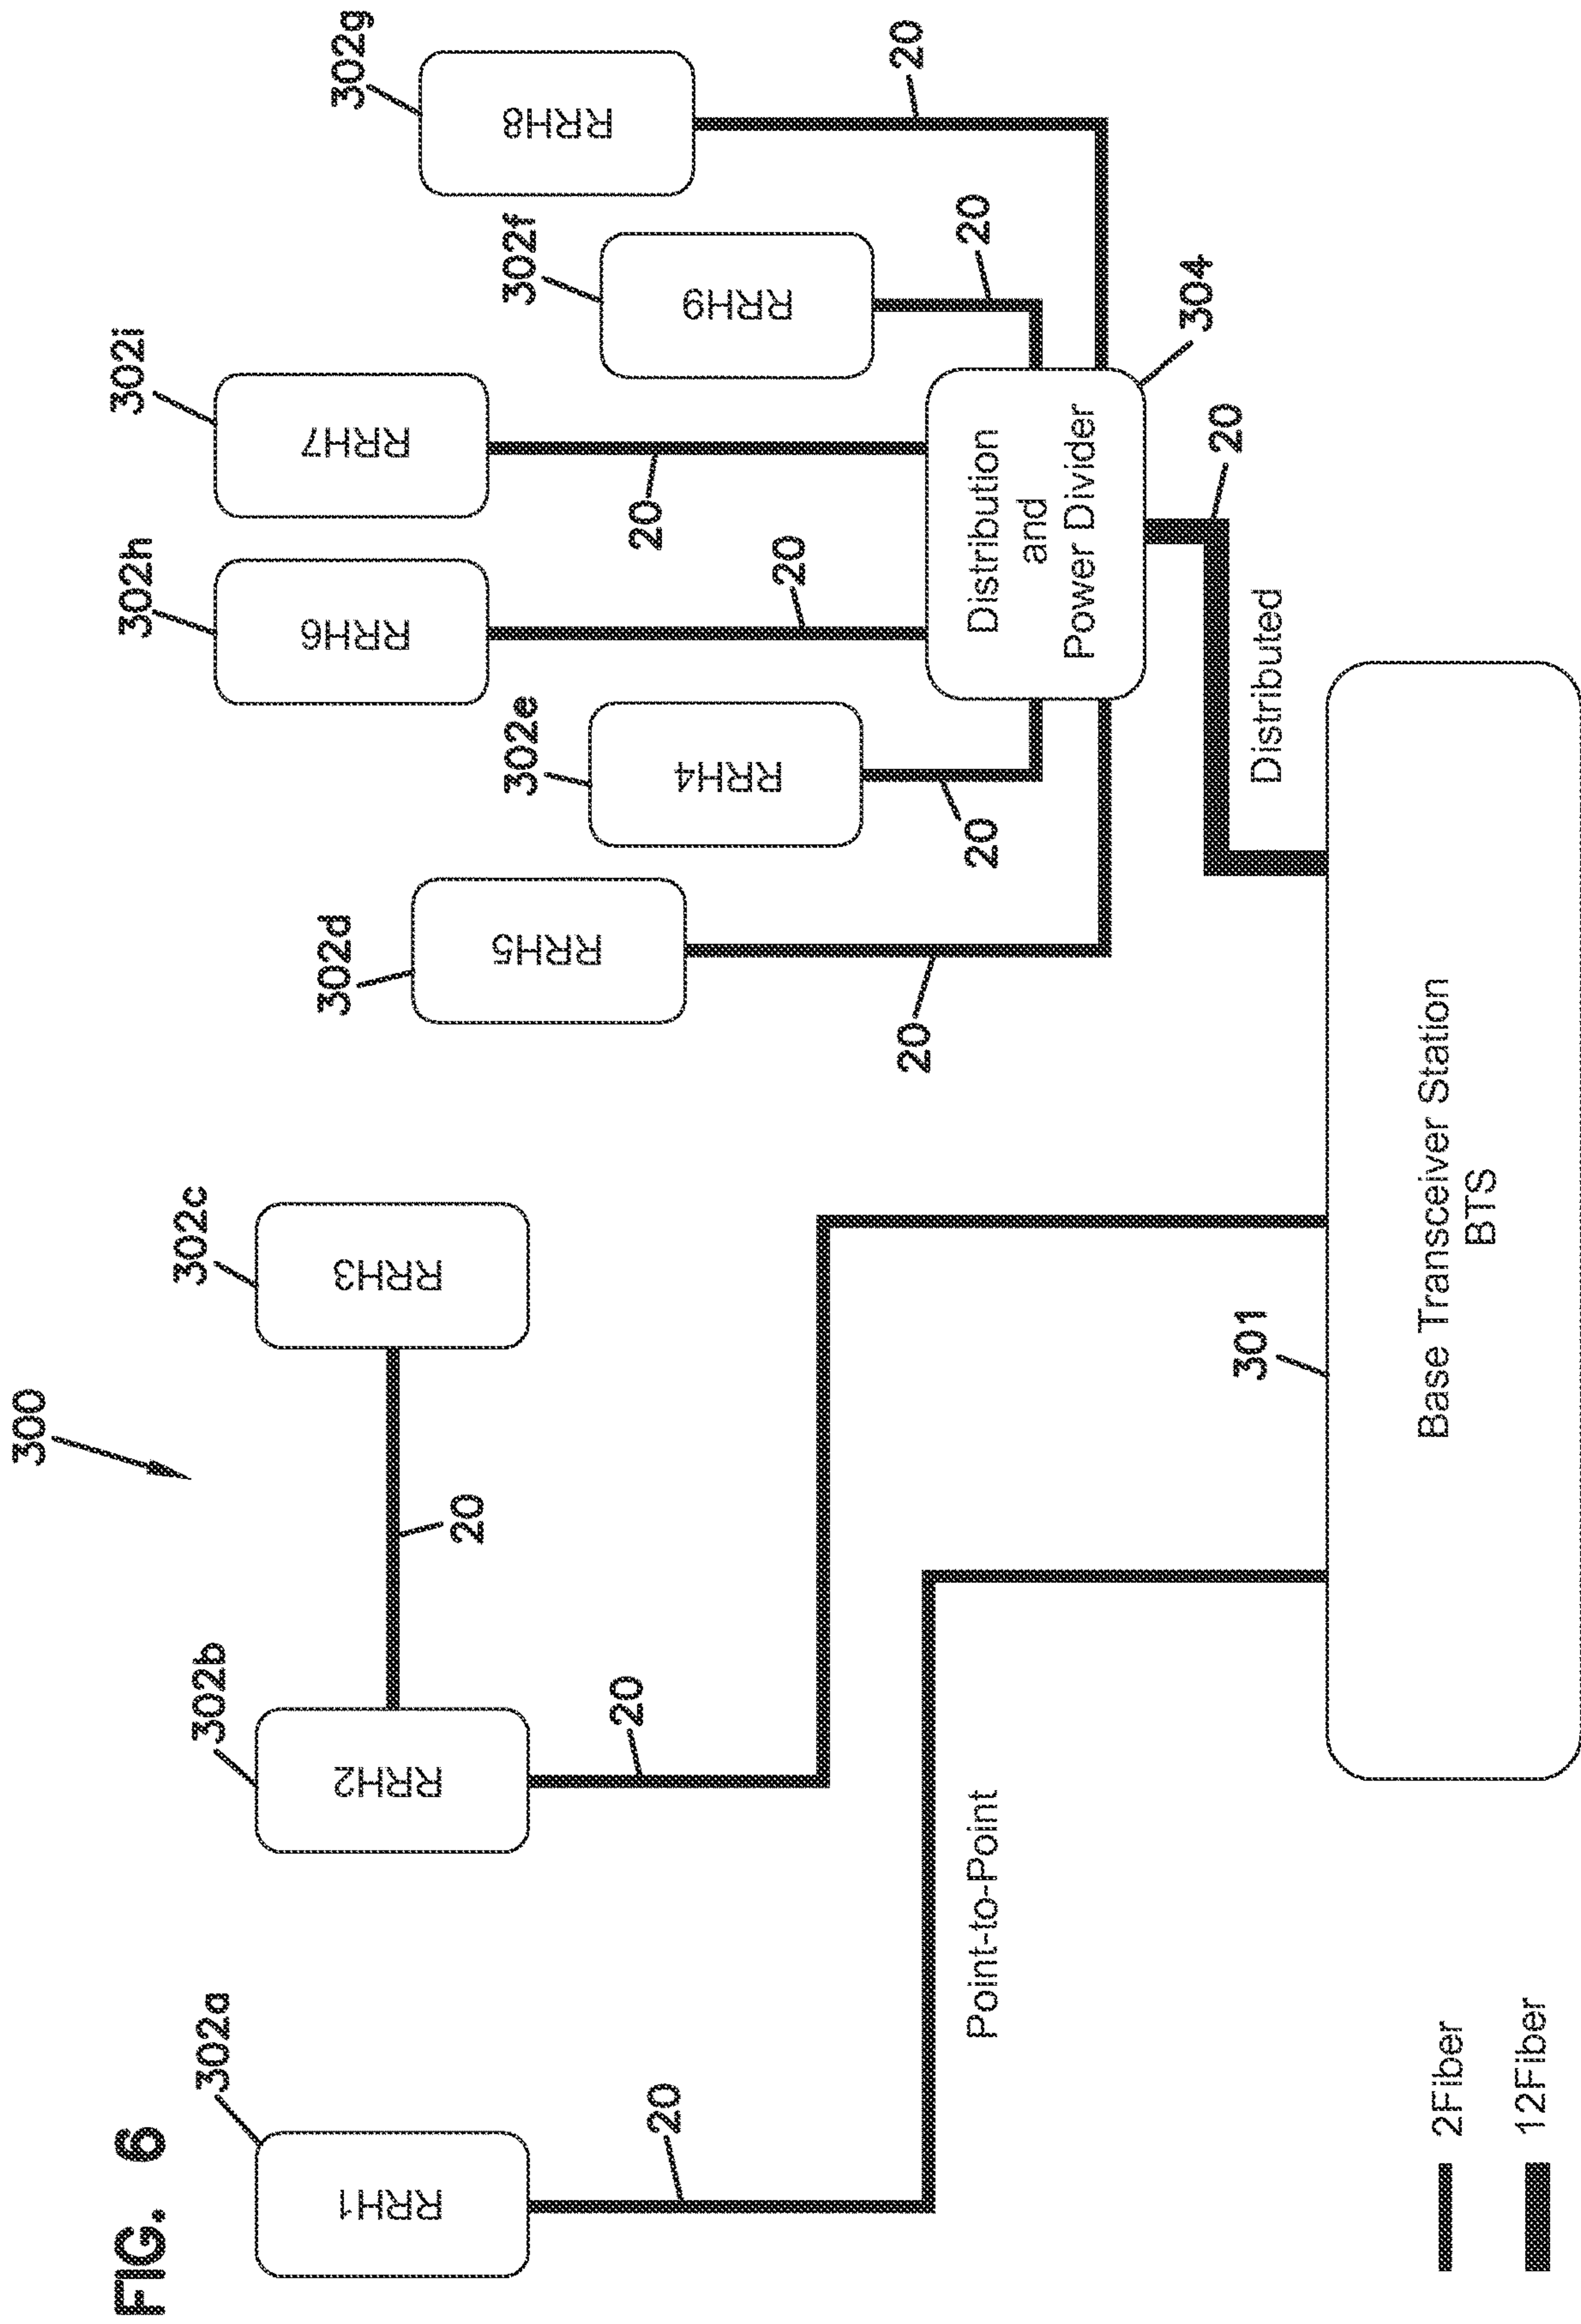 FIG. 6
300
302a
RRH1
20
302b
RRH2
20
20
302c
RRH3
Point-to-Point
302d
RRH5
20
302e
RRH4
20
302h
RRH6
20
302i
RRH7
20
302f
RRH9
20
302g
RRH8
20
Distribution
and
Power Divider
304
20
Distributed
301
Base Transceiver Station
BTS
2Fiber
12Fiber